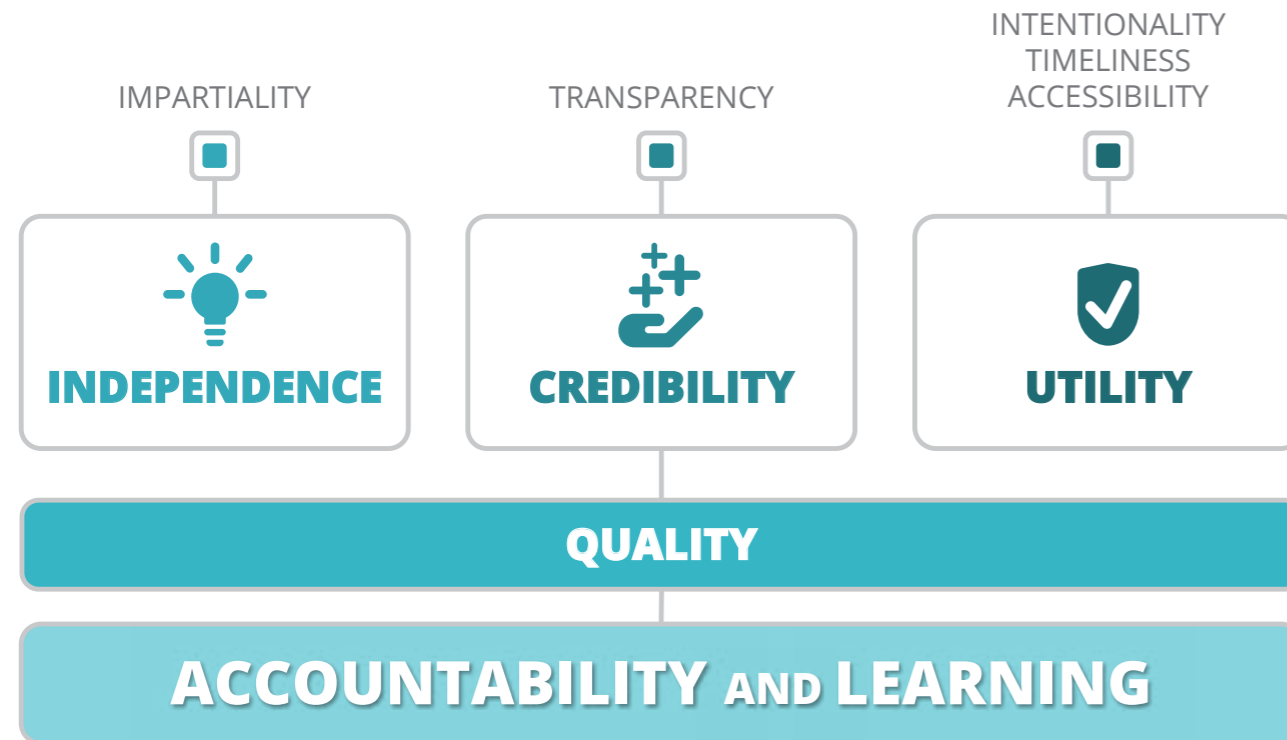 IMPARTIALITY
TRANSPARENCY
INTENTIONALITY
TIMELINESS
ACCESSIBILITY
INDEPENDENCE
CREDIBILITY
UTILITY
QUALITY
ACCOUNTABILITY AND LEARNING